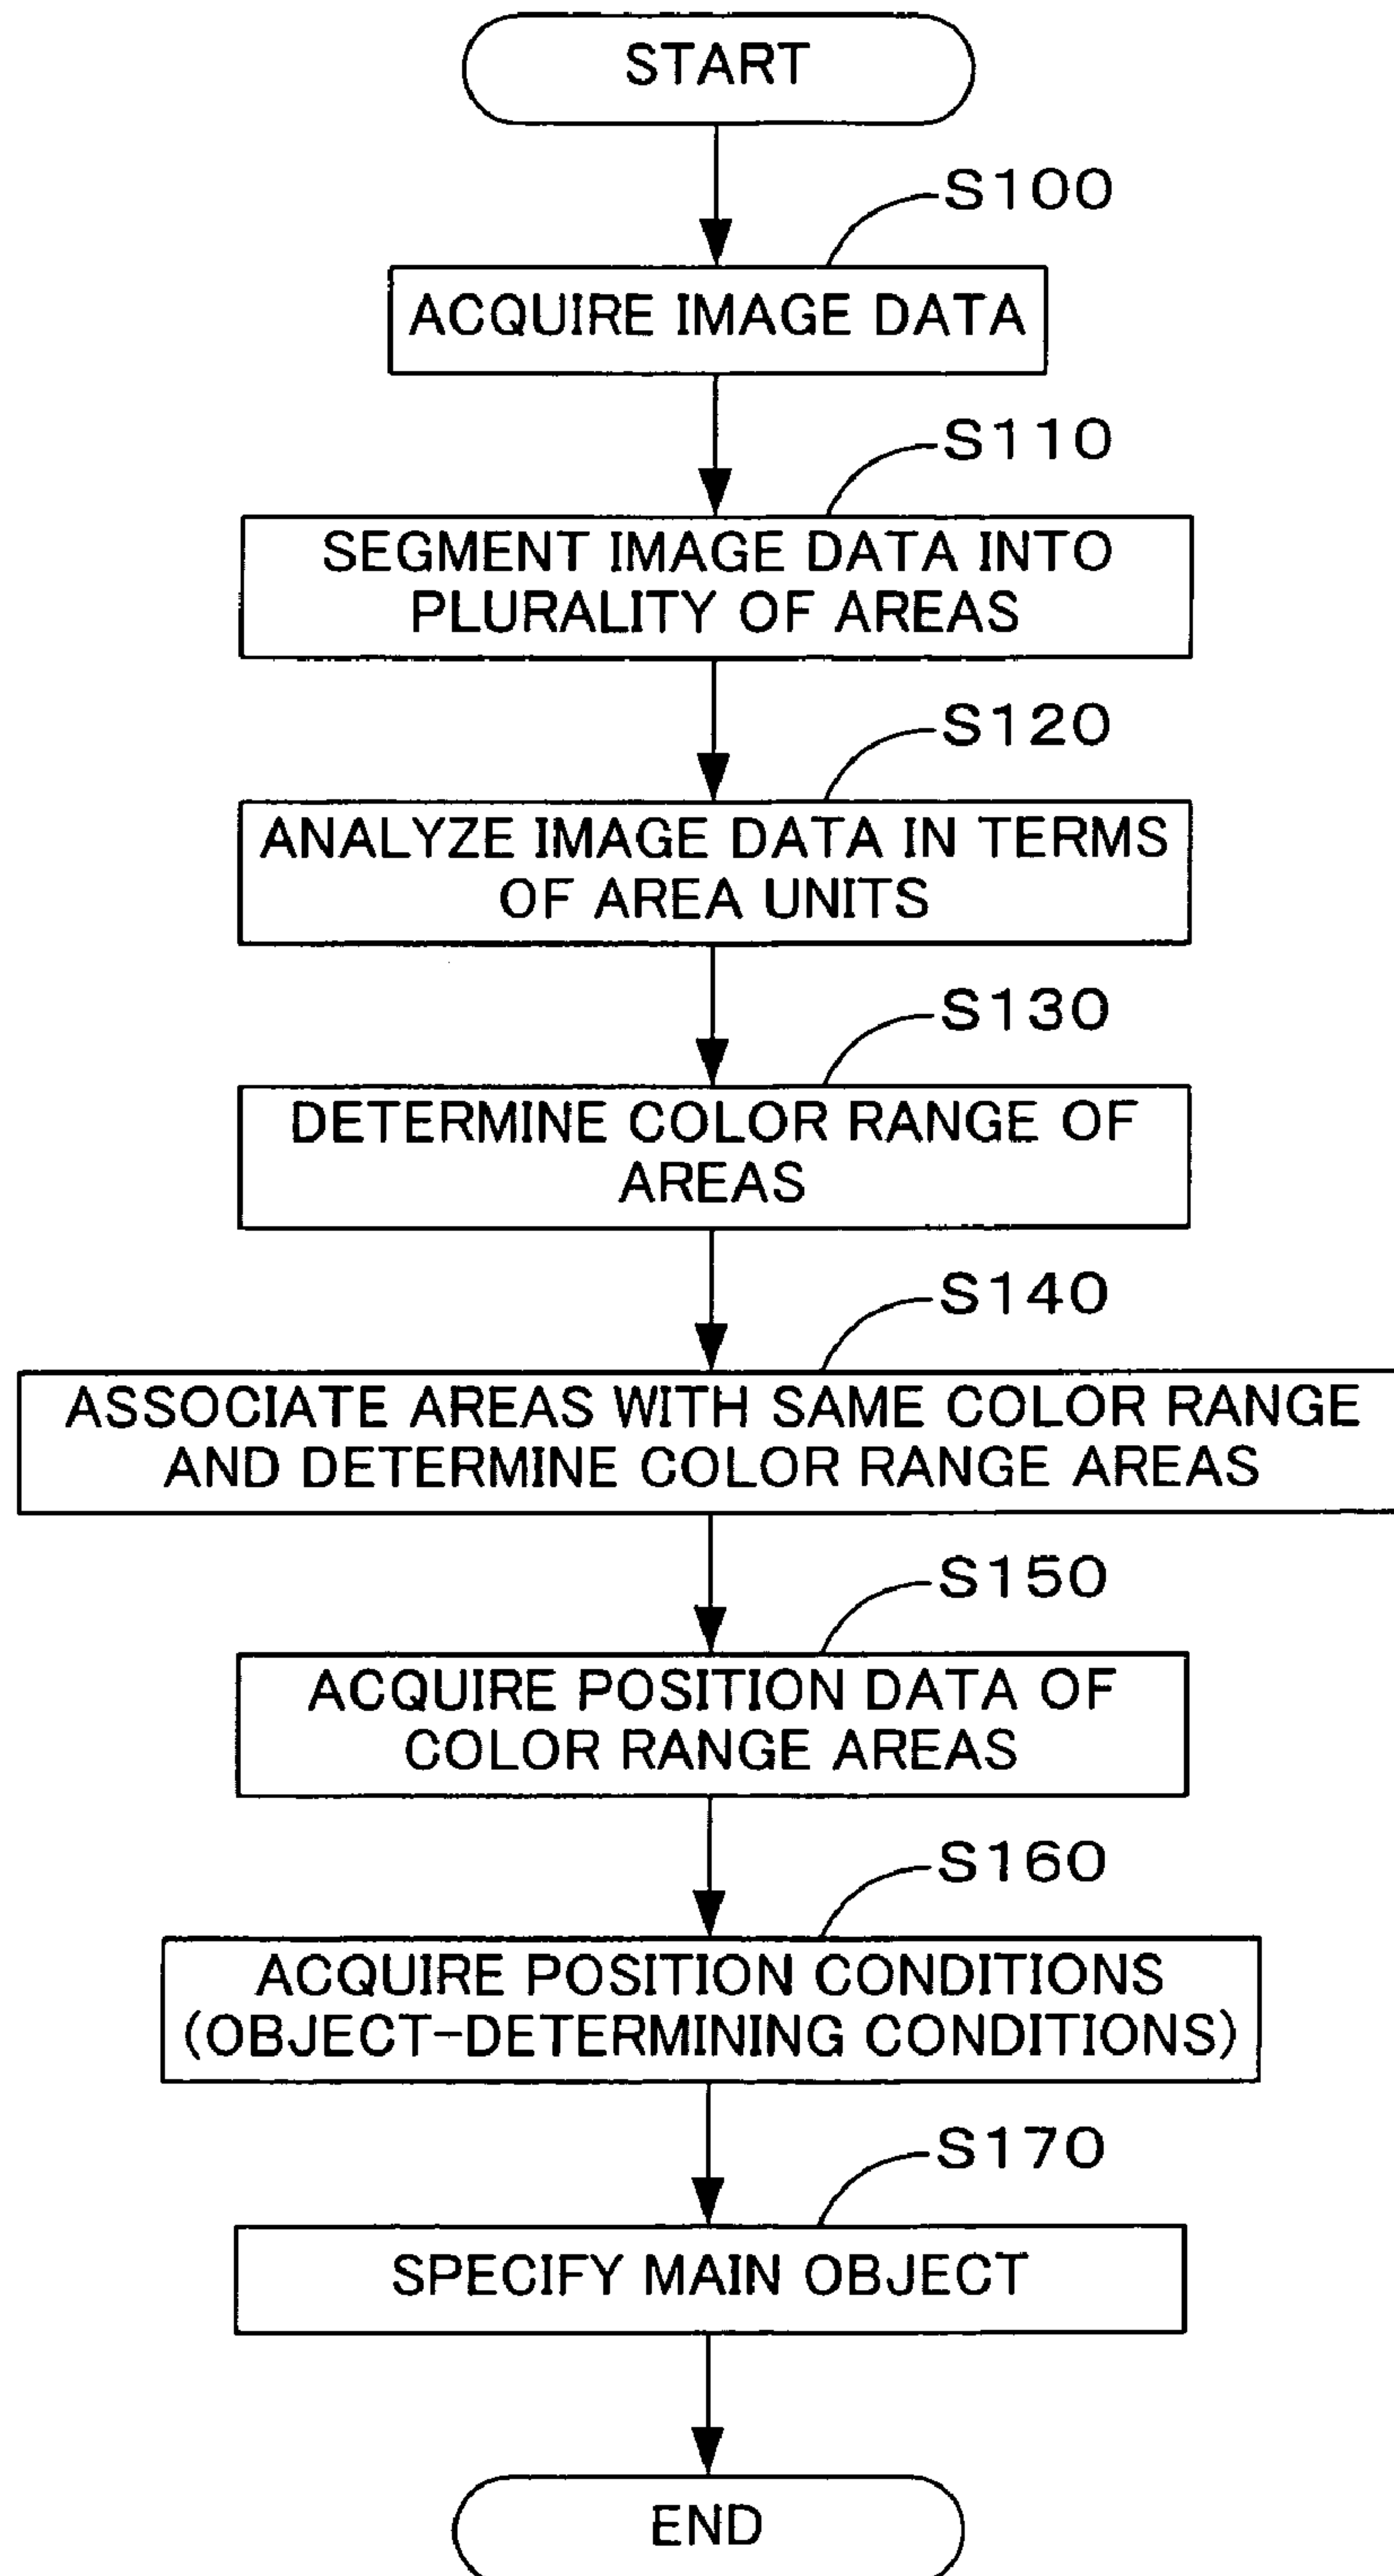 START
S100
ACQUIRE IMAGE DATA
S110
SEGMENT IMAGE DATA INTO
PLURALITY OF AREAS
S120
ANALYZE IMAGE DATA IN TERMS
OF AREA UNITS
S130
DETERMINE COLOR RANGE OF
AREAS
S140
ASSOCIATE AREAS WITH SAME COLOR RANGE
AND DETERMINE COLOR RANGE AREAS
S150
ACQUIRE POSITION DATA OF
COLOR RANGE AREAS
S160
ACQUIRE POSITION CONDITIONS
(OBJECT-DETERMINING CONDITIONS)
S170
SPECIFY MAIN OBJECT
END